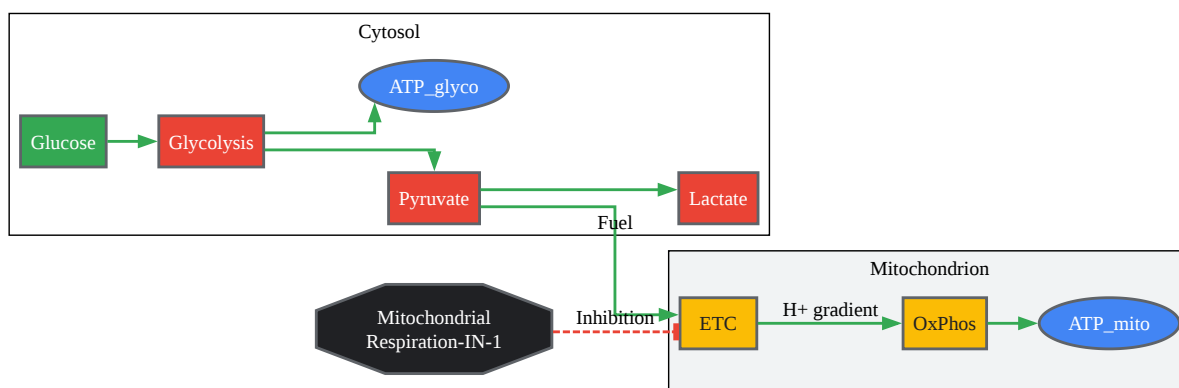 Cytosol
ATP_glyco
Glucose
Glycolysis
Pyruvate
Lactate
Fuel
Mitochondrion
Mitochondrial
Respiration-IN-1
Inhibition
ETC
H+ gradient
OxPhos
ATP_mito